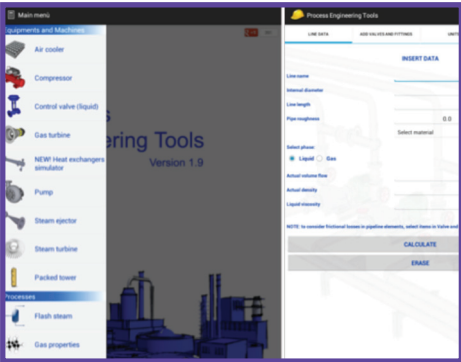 Main menù
Equipments and Machines
Air cooler
Compressor
Control valve (liquid)
Gas turbine
NEW! Heat exchangers
simulator
Pump
Steam ejector
Steam turbine
Packed tower
Processes
Flash steam
Gas properties
s
ering Tools
Version 1.9
Process Engineering Tools
LINE DATA
ADD VALVES AND FITTINGS
UNITS
INSERT DATA
Line name
Internal diameter
Line length
Pipe roughness
0.0
Select material
Select phase:
Liquid
Gas
Actual volume flow
Actual density
Liquid viscosity
NOTE: to consider frictional losses in pipeline elements, select items in Valve and
CALCULATE
ERASE